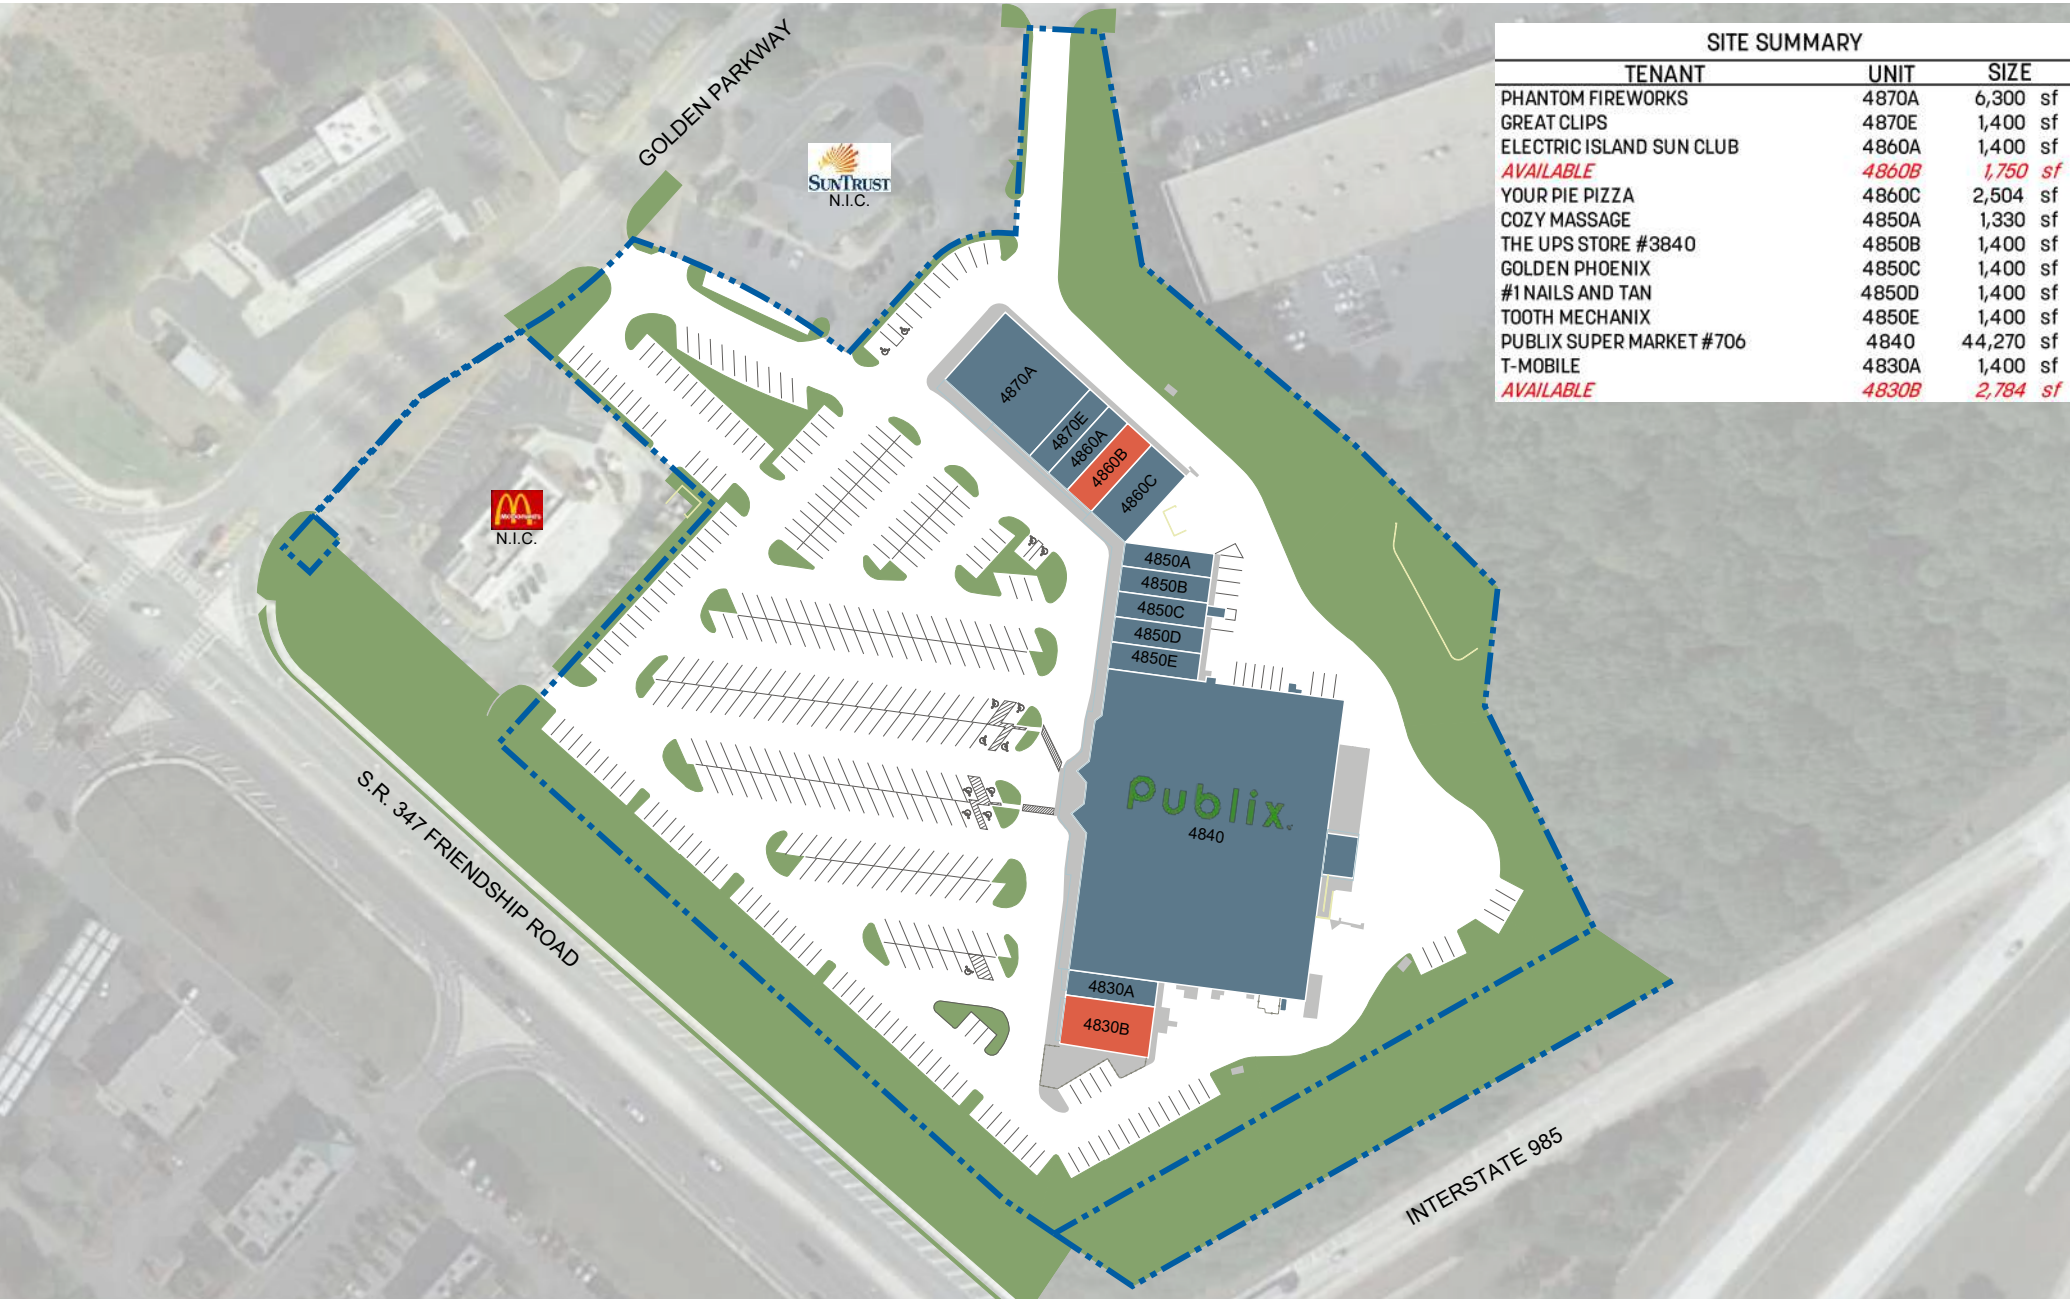 GOLDEN PARKWAY
SUNTRUST
N.I.C.
SITE SUMMARY
TENANT UNIT SIZE
PHANTOM FIREWORKS 4870A 6,300 sf
GREAT CLIPS 4870E 1,400 sf
ELECTRIC ISLAND SUN CLUB 4860A 1,400 sf
AVAILABLE 4860B 1,750 sf
YOUR PIE PIZZA 4860C 2,504 sf
COZY MASSAGE 4850A 1,330 sf
THE UPS STORE #3840 4850B 1,400 sf
GOLDEN PHOENIX 4850C 1,400 sf
#1 NAILS AND TAN 4850D 1,400 sf
TOOTH MECHANIX 4850E 1,400 sf
PUBLIX SUPER MARKET #706 4840 44,270 sf
T-MOBILE 4830A 1,400 sf
AVAILABLE 4830B 2,784 sf
4870A
4870E
4860A
4860B
4860C
McDonald's
N.I.C.
4850A
4850B
4850C
4850D
4850E
Publix
4840
4830A
4830B
S.R. 347 FRIENDSHIP ROAD
INTERSTATE 985